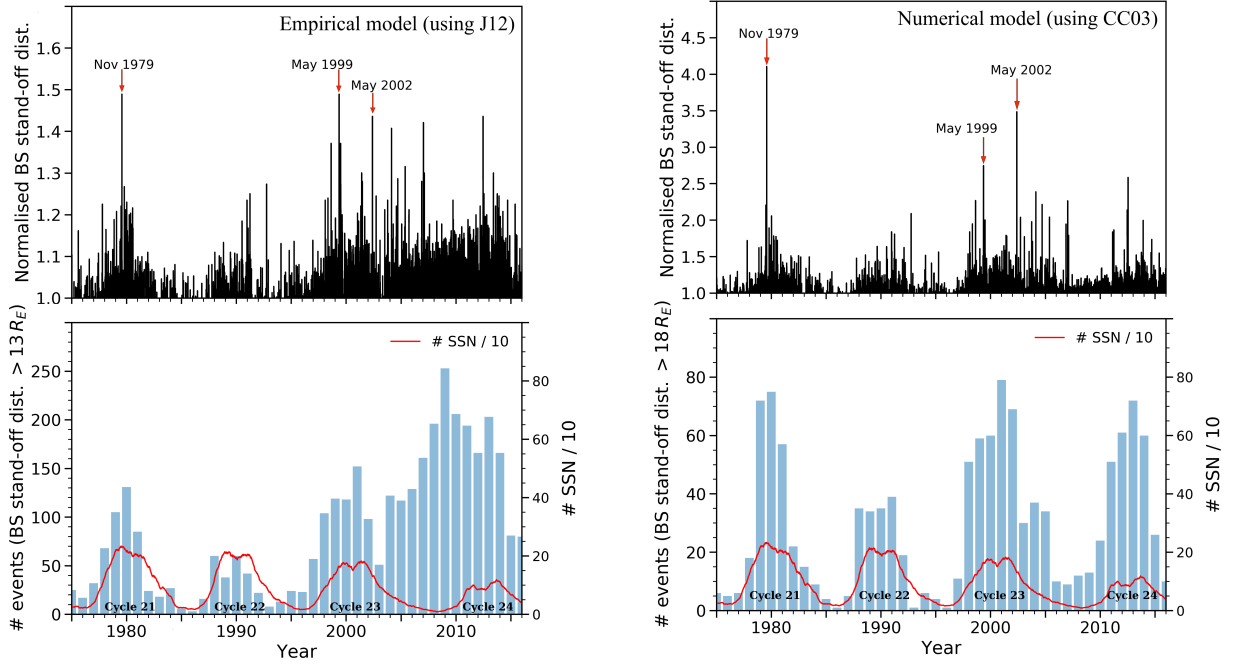 Empirical model (using J12)
Normalised BS stand-off dist.
1.6
1.5
1.4
1.3
1.2
1.1
1.0
Nov 1979
May 1999
May 2002
Numerical model (using CC03)
Normalised BS stand-off dist.
4.5
4.0
3.5
3.0
2.5
2.0
1.5
1.0
Nov 1979
May 2002
May 1999
# events (BS stand-off dist. > 13 R_E)
250
200
150
100
50
0
# SSN / 10
Cycle 21
Cycle 22
Cycle 23
Cycle 24
80
60
40
20
0
# SSN / 10
1980
1990
2000
2010
Year
# events (BS stand-off dist. > 18 R_E)
80
60
40
20
0
# SSN / 10
Cycle 21
Cycle 22
Cycle 23
Cycle 24
80
60
40
20
0
# SSN / 10
1980
1990
2000
2010
Year